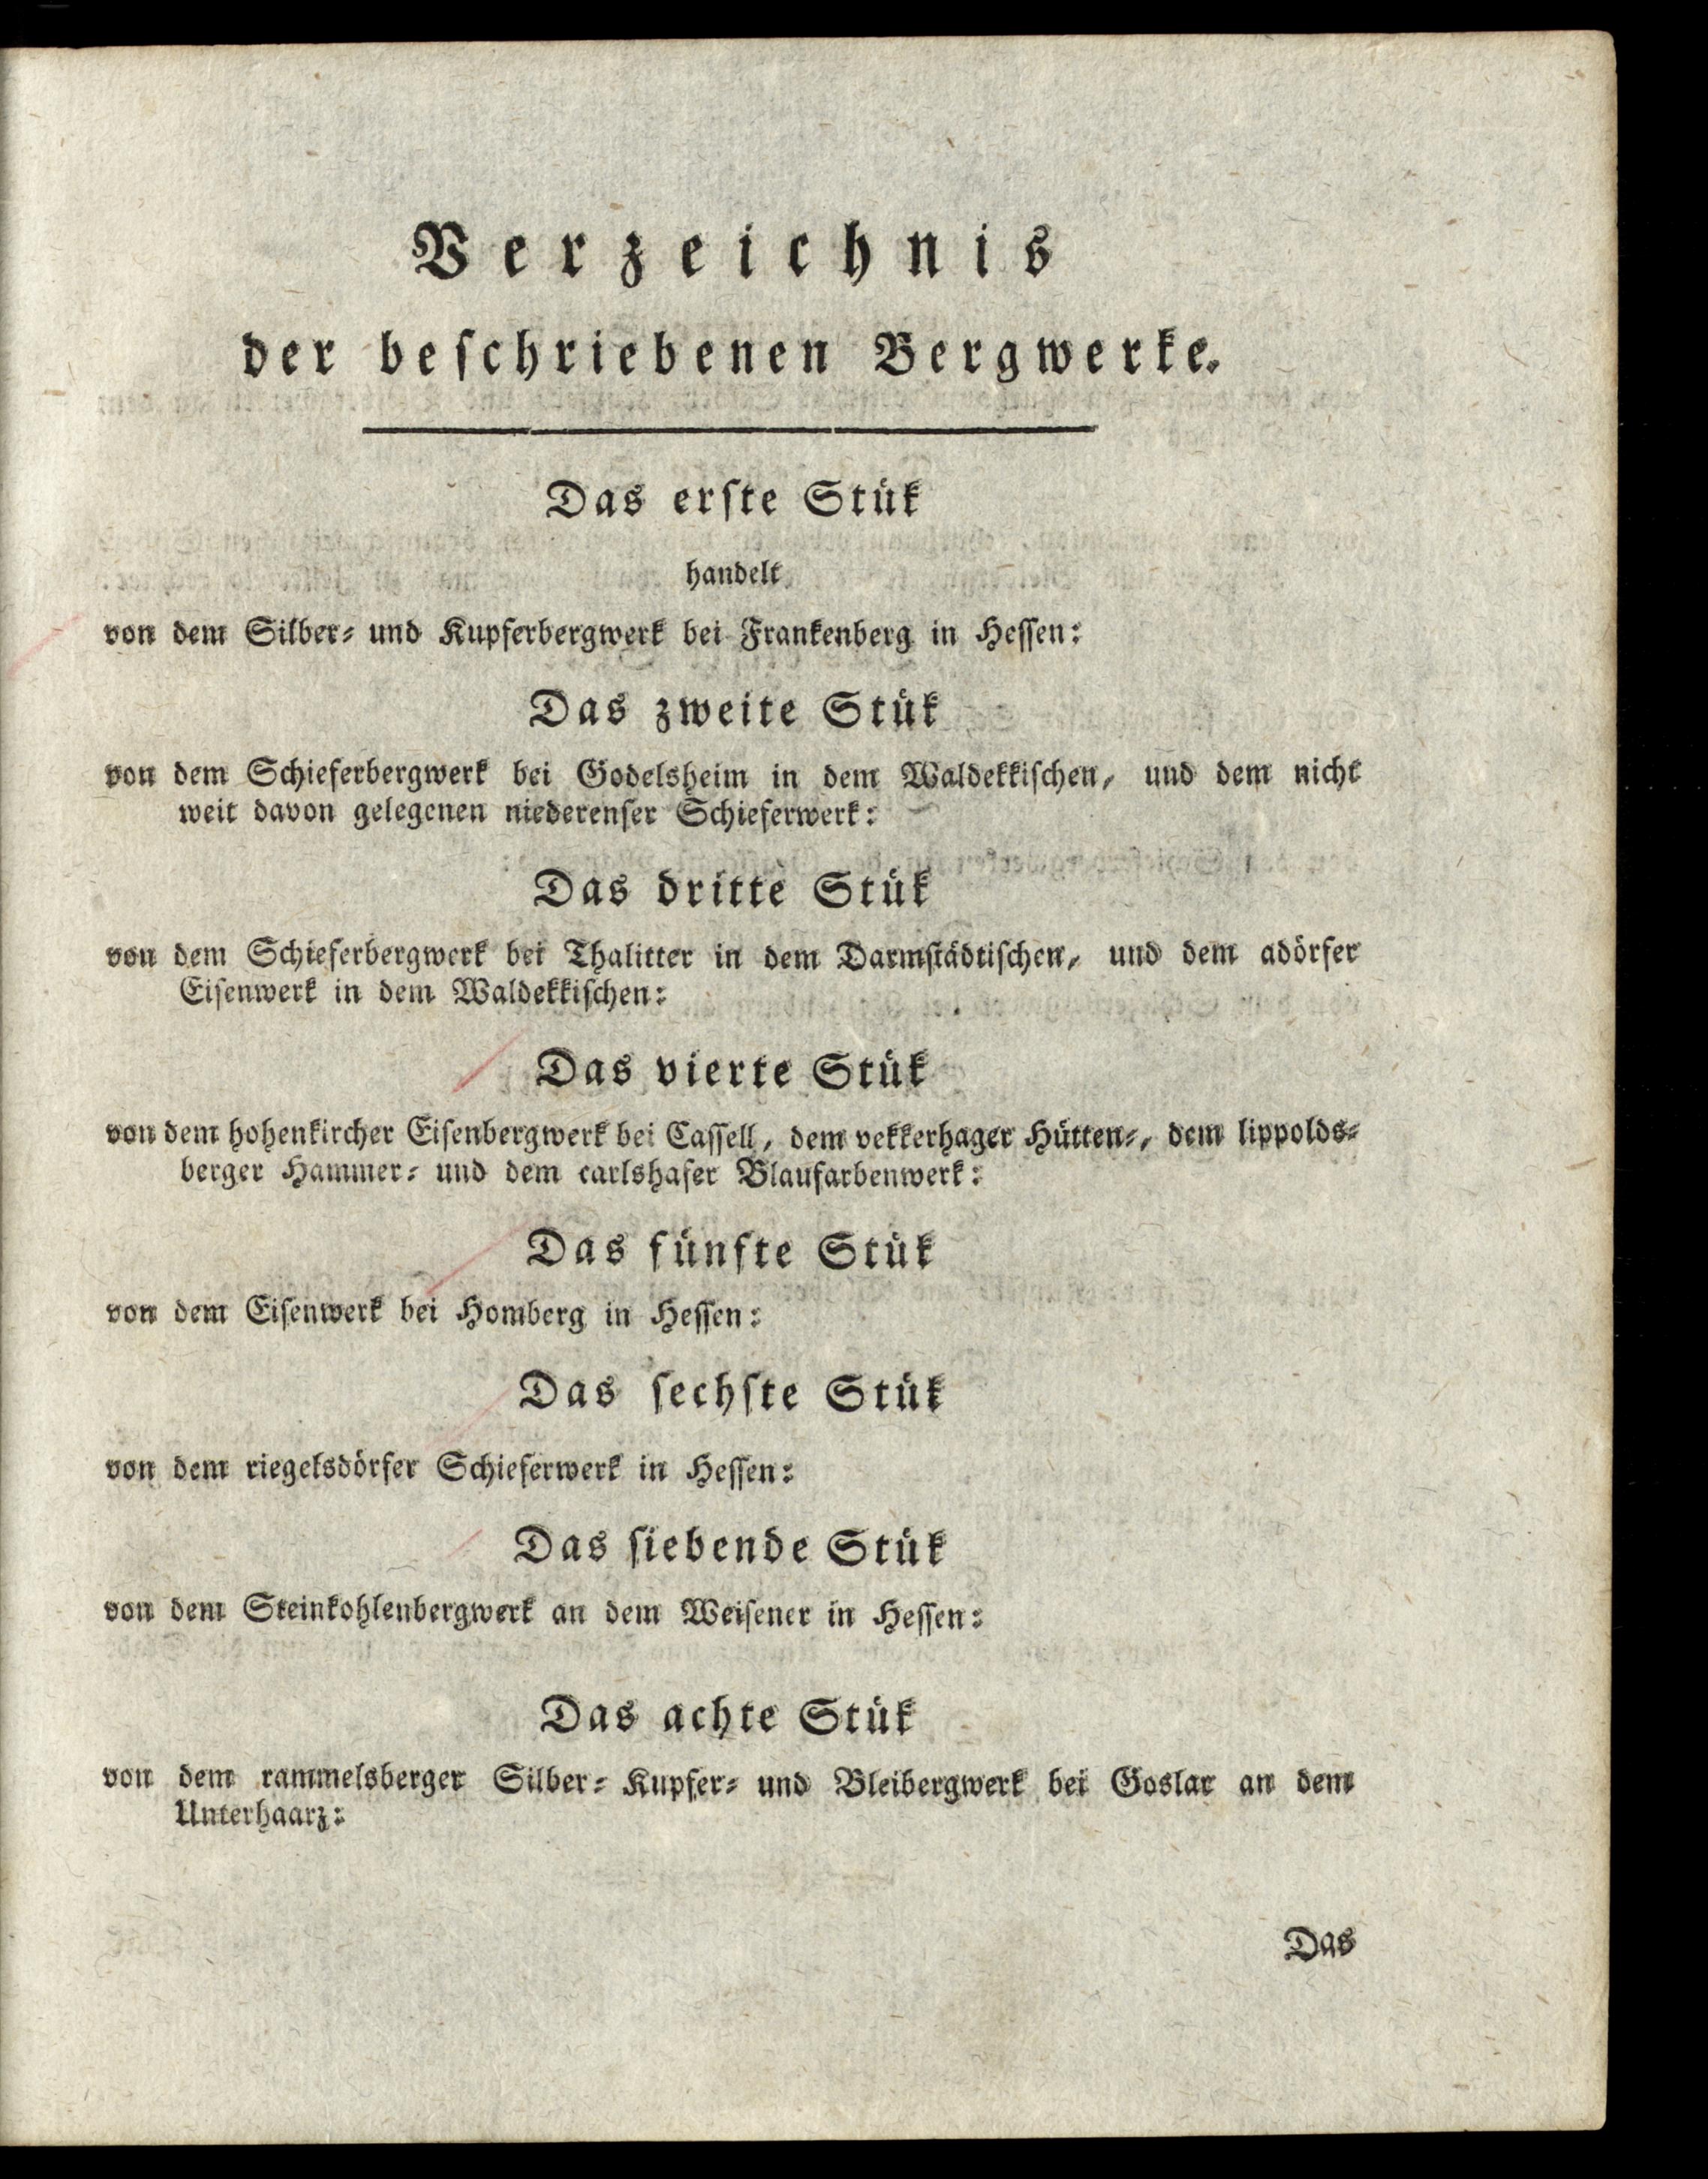 Verzeichnis
der beschriebenen Bergwerke.
Das erste Stük
handelt
von dem Silber- und Kupferbergwerk bei Frankenberg in Hessen:
Das zweite Stük
von dem Schieferbergwerk bei Godelsheim in dem Waldekkischen, und dem nicht
weit davon gelegenen niederenser Schieferwerk:
Das dritte Stük
von dem Schieferbergwerk bei Thalitter in dem Darmstädtischen, und dem adörfer
Eisenwerk in dem Waldekkischen:
Das vierte Stük
von dem hohenkircher Eisenbergwerk bei Cassell, dem vekkerhager Hütten-, dem lippolds-
berger Hammer- und dem carlshafer Blaufarbenwerk:
Das fünfte Stük
von dem Eisenwerk bei Homberg in Hessen:
Das sechste Stük
von dem riegelsdörfer Schieferwerk in Hessen:
Das siebende Stük
von dem Steinkohlenbergwerk an dem Weisener in Hessen:
Das achte Stük
von dem rammelsberger Silber- Kupfer- und Bleibergwerk bei Goslar an dem
Unterhaarz:
Das